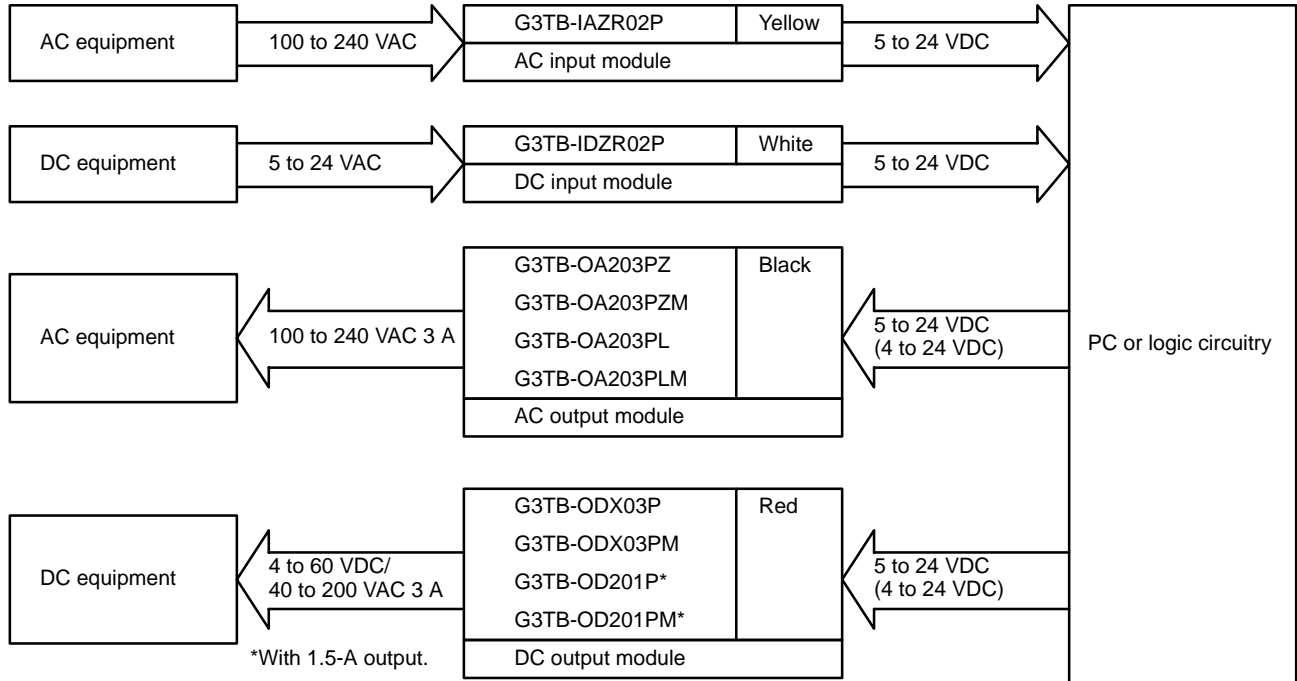 AC equipment
100 to 240 VAC
G3TB-IAZR02P
Yellow
AC input module
5 to 24 VDC
DC equipment
5 to 24 VAC
G3TB-IDZR02P
White
DC input module
5 to 24 VDC
AC equipment
100 to 240 VAC 3 A
G3TB-OA203PZ
G3TB-OA203PZM
G3TB-OA203PL
G3TB-OA203PLM
Black
AC output module
5 to 24 VDC
(4 to 24 VDC)
PC or logic circuitry
DC equipment
4 to 60 VDC/
40 to 200 VAC 3 A
*With 1.5-A output.
G3TB-ODX03P
G3TB-ODX03PM
G3TB-OD201P*
G3TB-OD201PM*
Red
DC output module
5 to 24 VDC
(4 to 24 VDC)